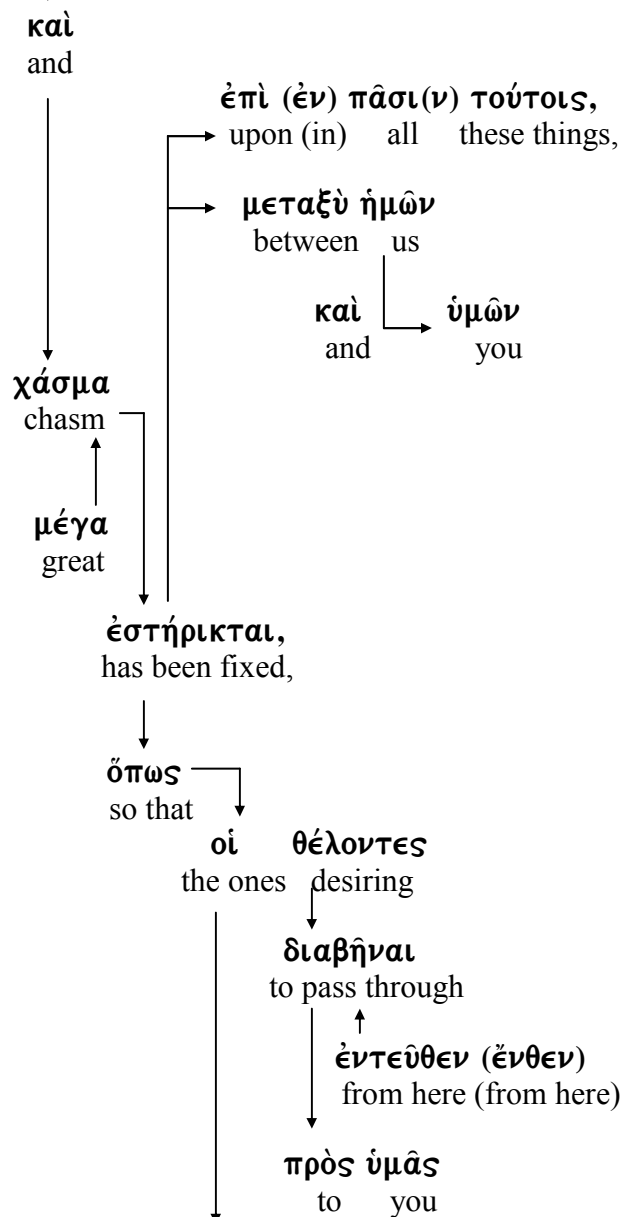 καὶ
and
ἐπὶ (ἐν) πᾶσι(ν) τούτοις,
upon (in) all these things,
μεταξὺ ἡμῶν
between us
καὶ ὑμῶν
and you
χάσμα
chasm
μέγα
great
ἐστήρικται,
has been fixed,
ὅπως
so that
οἱ θέλοντες
the ones desiring
διαβῆναι
to pass through
ἐντεῦθεν (ἔνθεν)
from here (from here)
πρὸς ὑμᾶς
to you